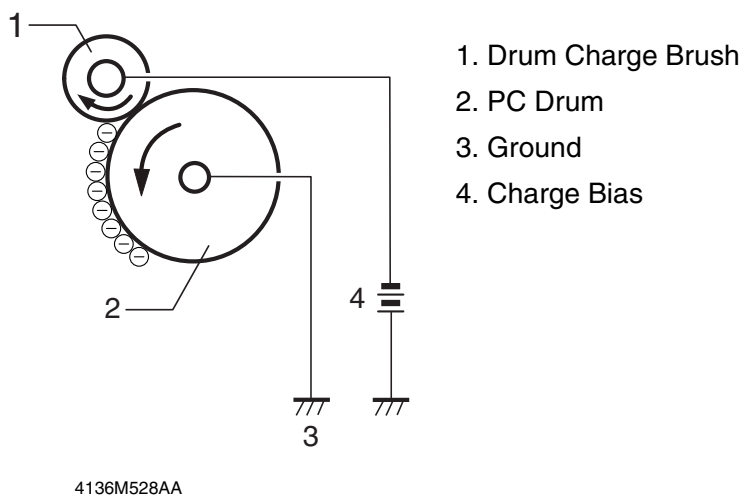 1
1. Drum Charge Brush
2. PC Drum
3. Ground
4. Charge Bias
2
4
3
4136M528AA